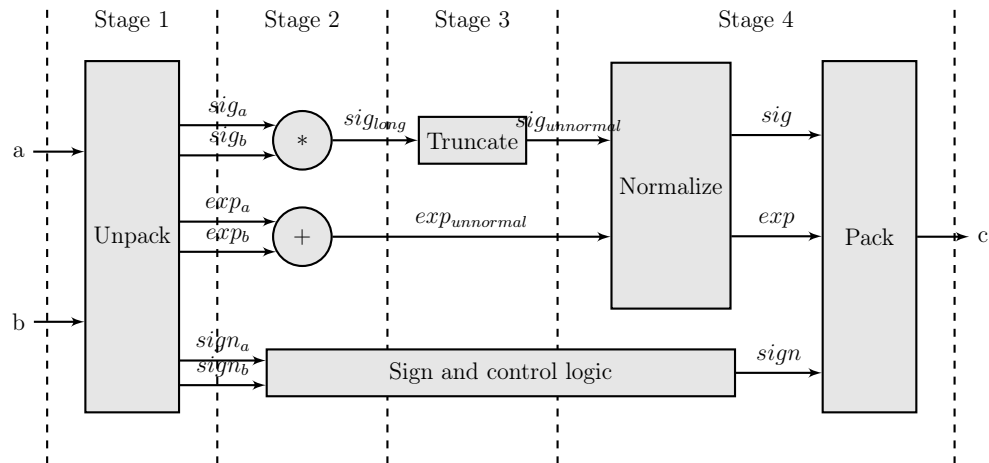 Stage 1
Stage 2
Stage 3
Stage 4
sig_a
sig_b
*
sig_long
Truncate
sig_unnormal
sig
a
Normalize
exp_a
exp_b
Unpack
+
exp_unnormal
exp
Pack
c
b
sign_a
sign_b
Sign and control logic
sign